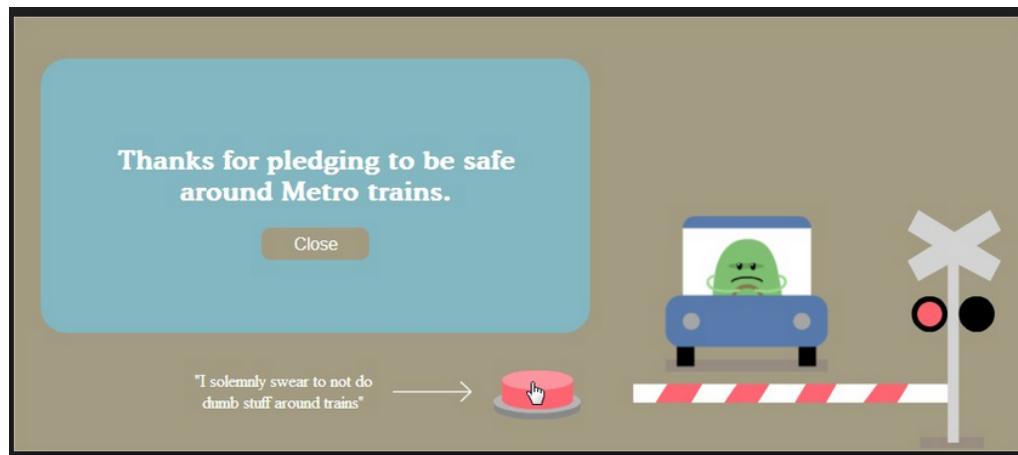 Thanks for pledging to be safe
around Metro trains.
Close
"I solemnly swear to not do
dumb stuff around trains"